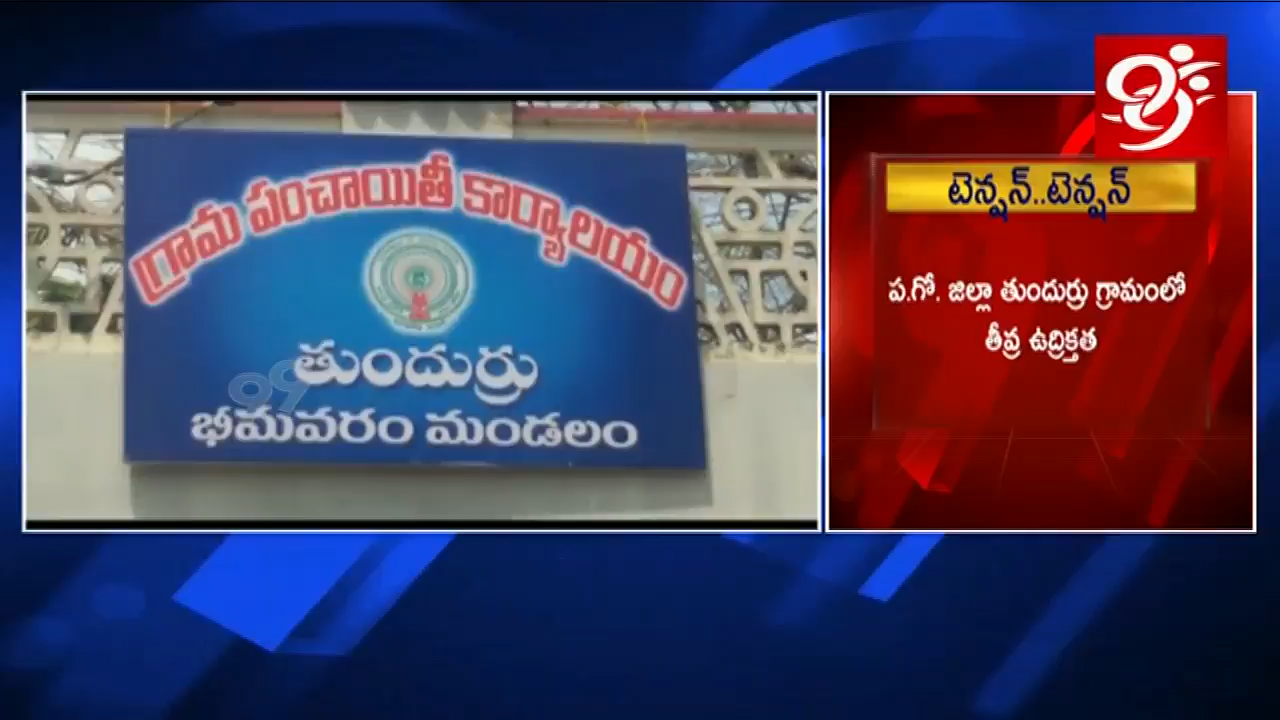 గ్రామ పంచాయితీ కార్యాలయం
తుందుర్రు
భీమవరం మండలం
టెన్షన్..టెన్షన్
ప.గో. జిల్లా తుందుర్రు గ్రామంలో
తీవ్ర ఉద్రిక్తత